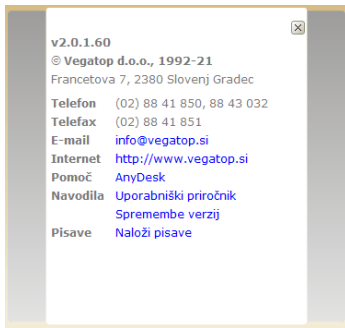 v2.0.1.60
© Vegatop d.o.o., 1992-21
Francetova 7, 2380 Slovenj Gradec
Telefon (02) 88 41 850, 88 43 032
Telefax (02) 88 41 851
E-mail info@vegatop.si
Internet http://www.vegatop.si
Pomoč AnyDesk
Navodila Uporabniški priročnik
Spremembe verzij
Pisave Naloži pisave